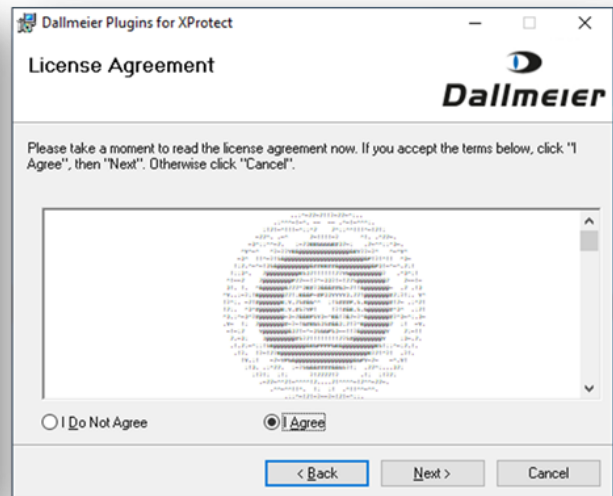 Dallmeier Plugins for XProtect
License Agreement
Dallmeier
Please take a moment to read the license agreement now. If you accept the terms below, click "I
Agree", then "Next". Otherwise click "Cancel".
I Do Not Agree
I Agree
< Back
Next >
Cancel